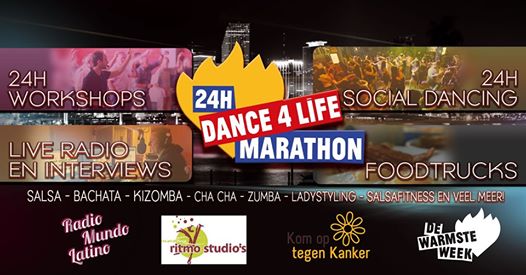 24H
WORKSHOPS
24H
DANCE 4 LIFE
MARATHON
24H
SOCIAL DANCING
LIVE RADIO
EN INTERVIEWS
FOODTRUCKS
SALSA - BACHATA - KIZOMBA - CHA CHA - ZUMBA - LADYSTYLING - SALSAFITNESS EN VEEL MEER!
Radio
Mundo
Latino
ritmo studio's
Kom op
tegen Kanker
DE
WARMSTE
WEEK